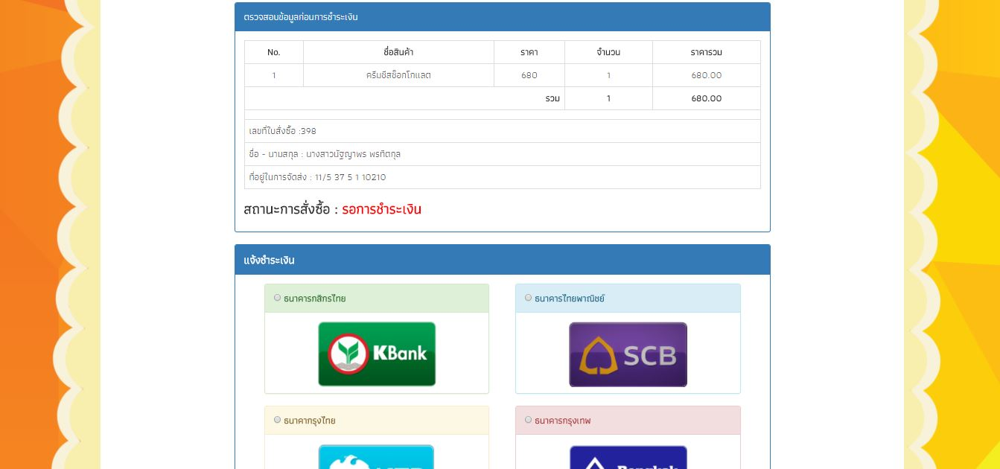 ตรวจสอบข้อมูลก่อนการชำระเงิน
No. ชื่อสินค้า ราคา จำนวน ราคารวม
1 ครีมชีสช็อกโกแลต 680 1 680.00
รวม 1 680.00
เลขที่ใบสั่งซื้อ :398
ชื่อ - นามสกุล : นางสาวนัฐญาพร พรทิตกุล
ที่อยู่ในการจัดส่ง : 11/5 37 5 1 10210
สถานะการสั่งซื้อ : รอการชำระเงิน
แจ้งชำระเงิน
ธนาคารกสิกรไทย ธนาคารไทยพาณิชย์
KBank SCB
ธนาคากรุงไทย ธนาคารกรุงเทพ